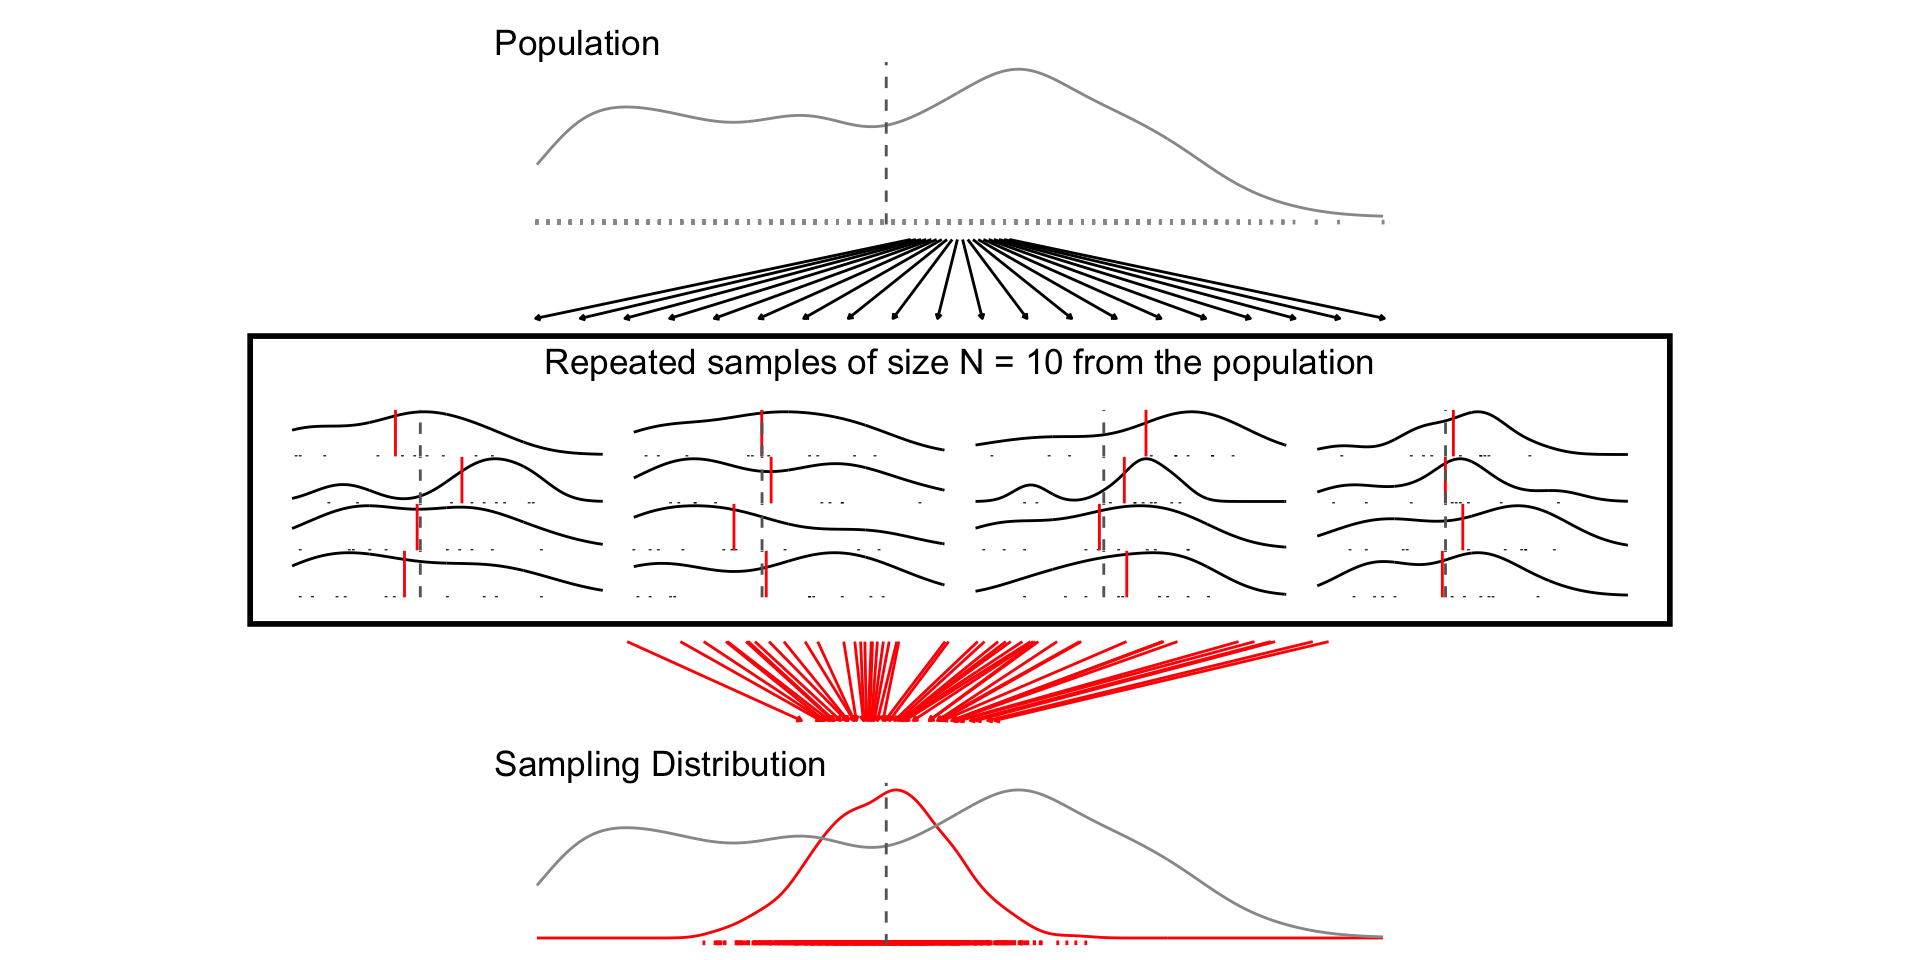 Population
Repeated samples of size N = 10 from the population
Sampling Distribution